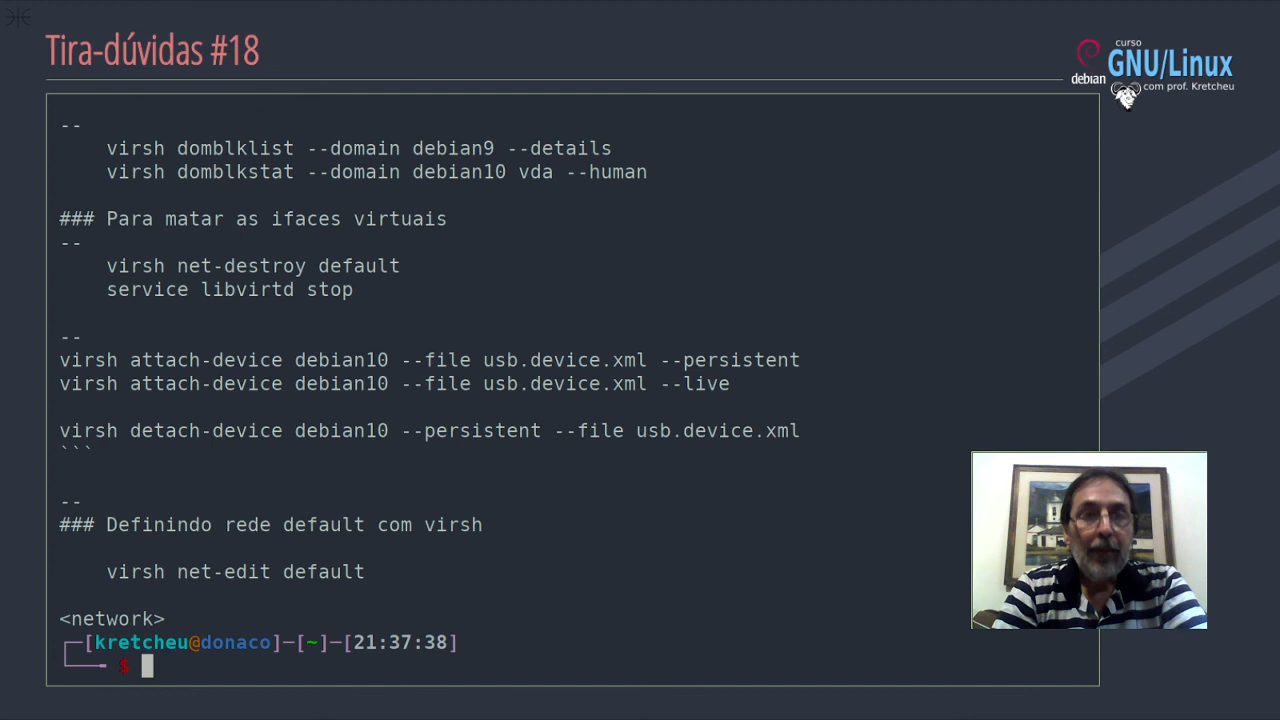 Tira-dúvidas #18
curso
GNU/Linux
debian
com prof. Kretcheu
--
virsh domblklist --domain debian9 --details
virsh domblkstat --domain debian10 vda --human
### Para matar as ifaces virtuais
--
virsh net-destroy default
service libvirtd stop
--
virsh attach-device debian10 --file usb.device.xml --persistent
virsh attach-device debian10 --file usb.device.xml --live
virsh detach-device debian10 --persistent --file usb.device.xml
```
--
### Definindo rede default com virsh
virsh net-edit default
<network>
┌─[kretcheu@donaco]─[~]─[21:37:38]
└──╼ $